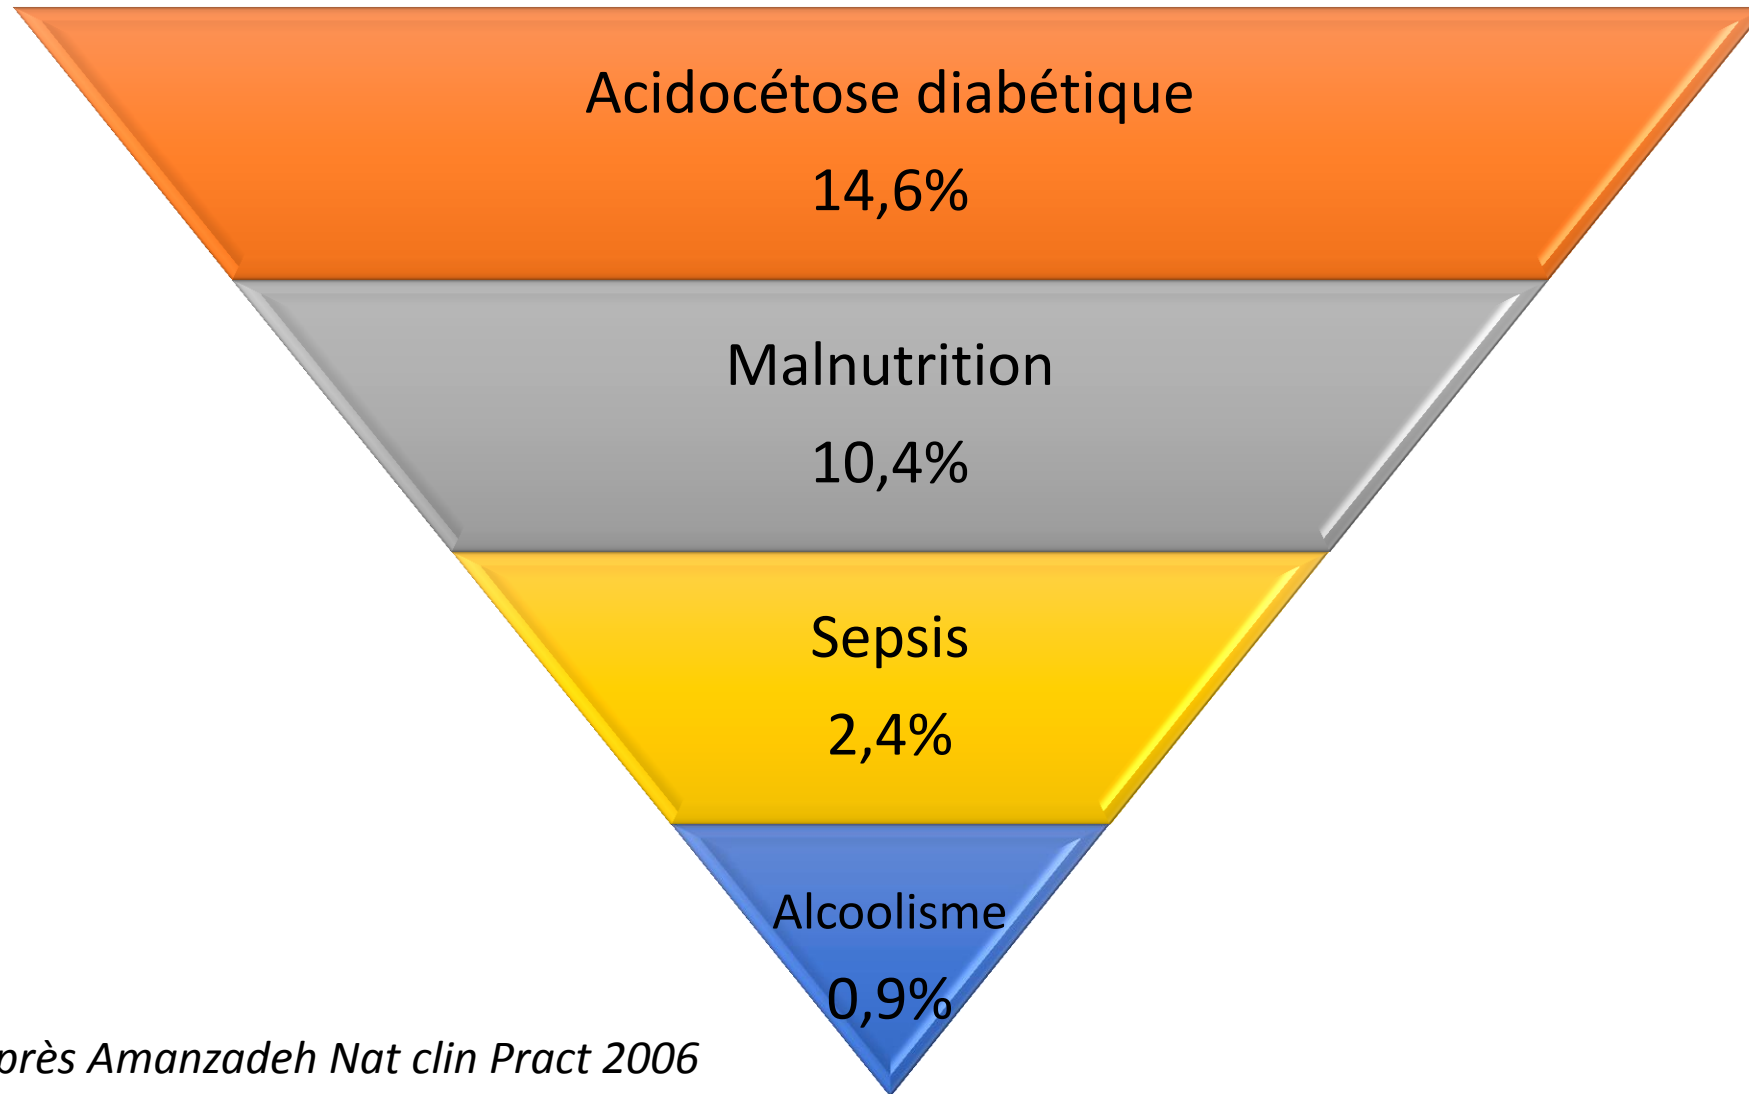 Acidocétose diabétique
14,6%
Malnutrition
10,4%
Sepsis
2,4%
Alcoolisme
0,9%
Amanzadeh Nat clin Pract 2006